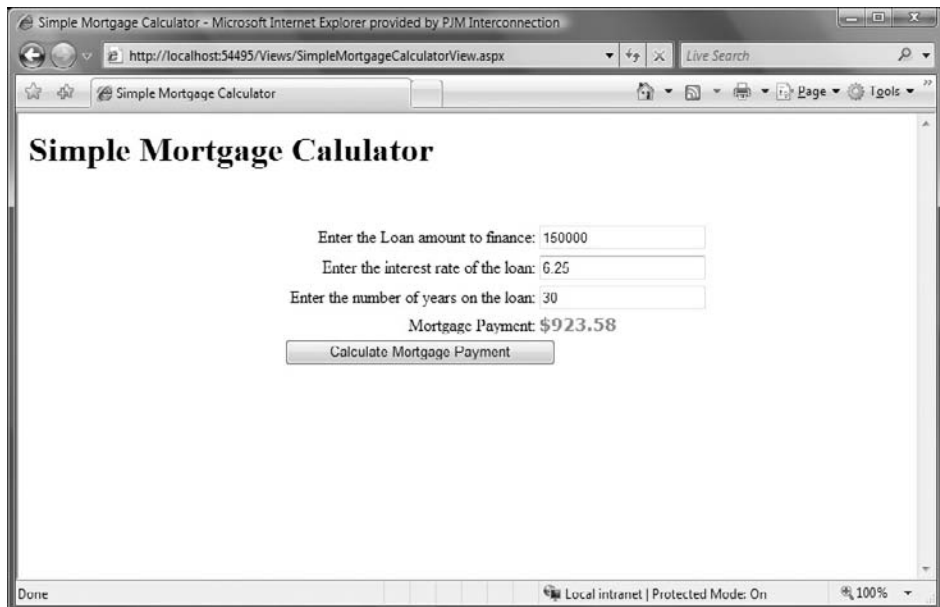 Simple Mortgage Calculator - Microsoft Internet Explorer provided by PJM Interconnection
http://localhost:54495/Views/SimpleMortgageCalculatorView.aspx
Live Search
Simple Mortgage Calculator
Page
Tools
Simple Mortgage Calulator
Enter the Loan amount to finance: 150000
Enter the interest rate of the loan: 6.25
Enter the number of years on the loan: 30
Mortgage Payment: $923.58
Calculate Mortgage Payment
Done
Local intranet | Protected Mode: On
100%